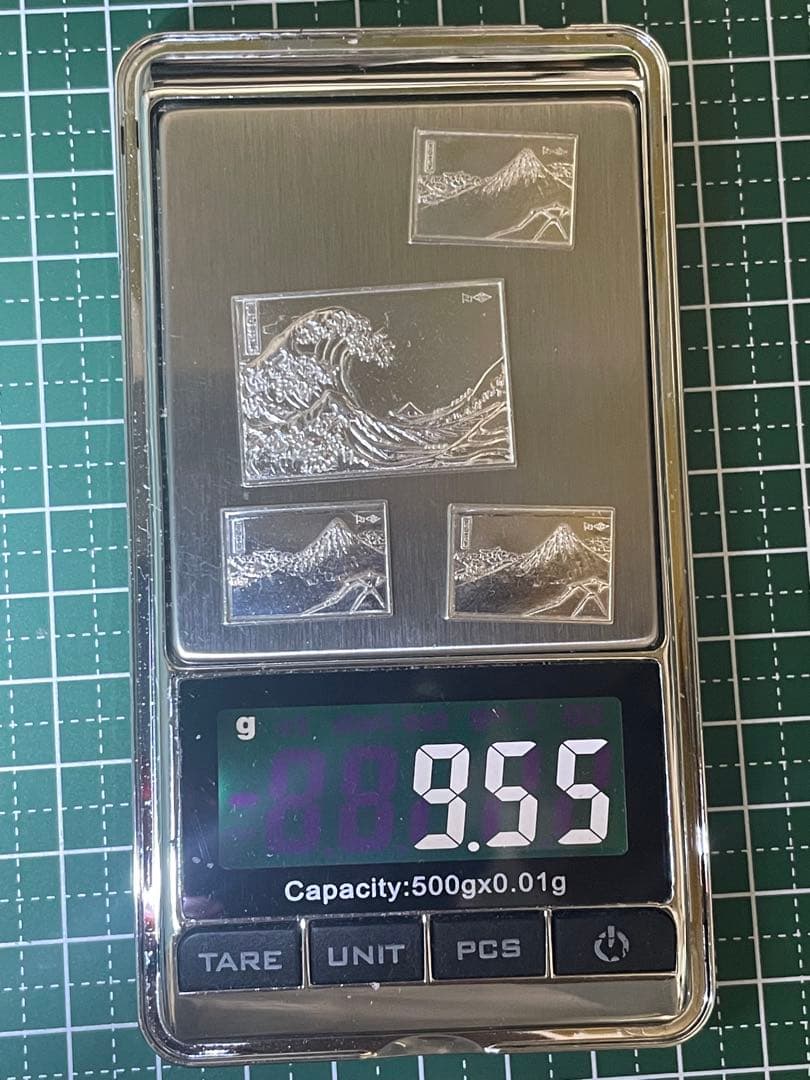 g
9.55
Capacity:500gx0.01g
TARE
UNIT
PCS